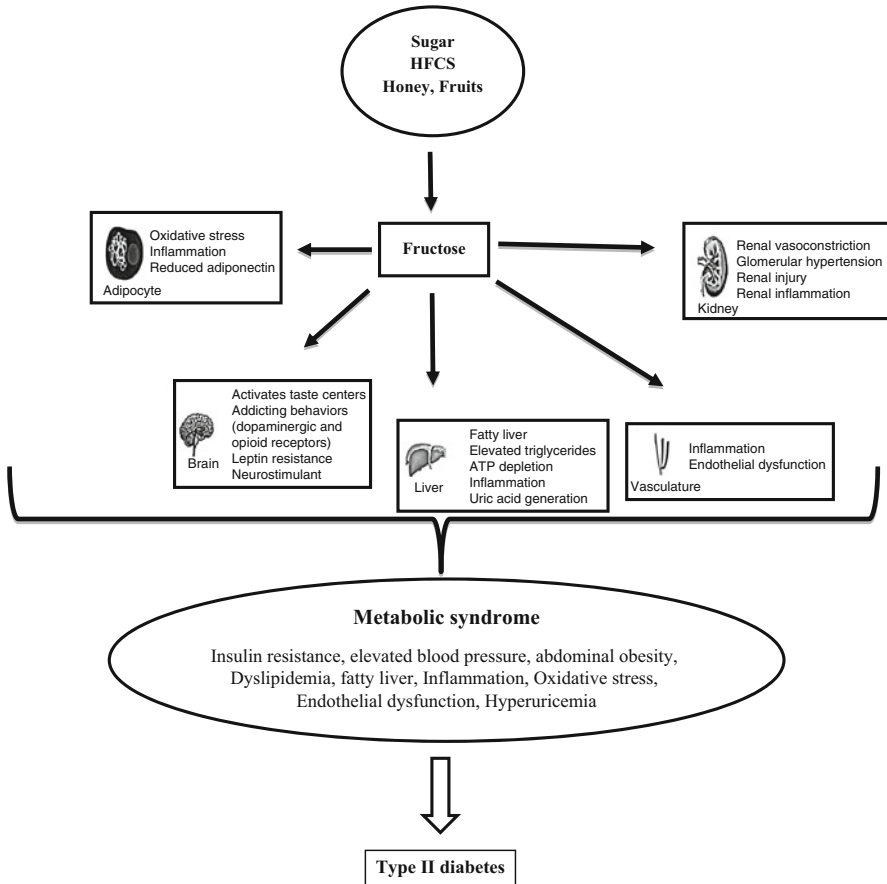 Sugar
HFCS
Honey, Fruits
Oxidative stress
Inflammation
Reduced adiponectin
Adipocyte
Fructose
Renal vasoconstriction
Glomerular hypertension
Renal injury
Renal inflammation
Kidney
Activates taste centers
Addicting behaviors
(dopaminergic and
opioid receptors)
Leptin resistance
Neurostimulant
Brain
Fatty liver
Elevated triglycerides
ATP depletion
Inflammation
Uric acid generation
Liver
Inflammation
Endothelial dysfunction
Vasculature
Metabolic syndrome
Insulin resistance, elevated blood pressure, abdominal obesity,
Dyslipidemia, fatty liver, Inflammation, Oxidative stress,
Endothelial dysfunction, Hyperuricemia
Type II diabetes